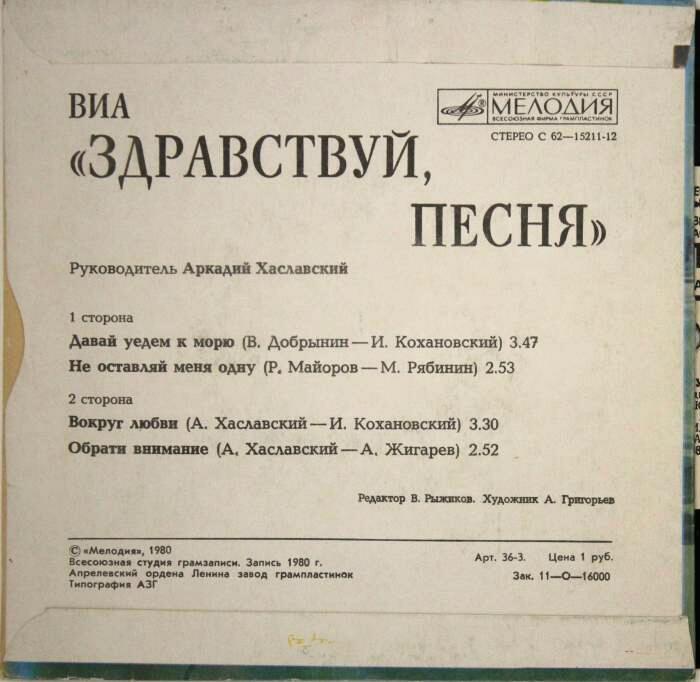 ВИА
«ЗДРАВСТВУЙ,
ПЕСНЯ»
МИНИСТЕРСТВО КУЛЬТУРЫ СССР
МЕЛОДИЯ
ВСЕСОЮЗНАЯ ФИРМА ГРАМПЛАСТИНОК
СТЕРЕО С 62—15211-12
Руководитель Аркадий Хаславский
1 сторона
Давай уедем к морю (В. Добрынин — И. Кохановский) 3.47
Не оставляй меня одну (Р. Майоров — М. Рябинин) 2.53
2 сторона
Вокруг любви (А. Хаславский — И. Кохановский) 3.30
Обрати внимание (А. Хаславский — А. Жигарев) 2.52
Редактор В. Рыжиков. Художник А. Григорьев
© «Мелодия», 1980
Всесоюзная студия грамзаписи. Запись 1980 г.
Апрелевский ордена Ленина завод грампластинок
Типография АЗГ
Арт. 36-3. Цена 1 руб.
Зак. 11—О—16000